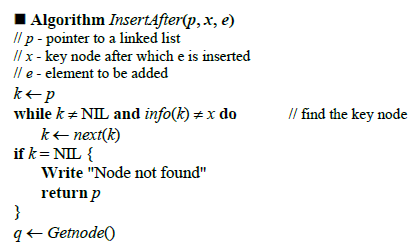 ■ Algorithm InsertAfter(p, x, e)
// p - pointer to a linked list
// x - key node after which e is inserted
// e - element to be added
k ← p
while k ≠ NIL and info(k) ≠ x do // find the key node
k ← next(k)
if k = NIL {
Write "Node not found"
return p
}
q ← Getnode()